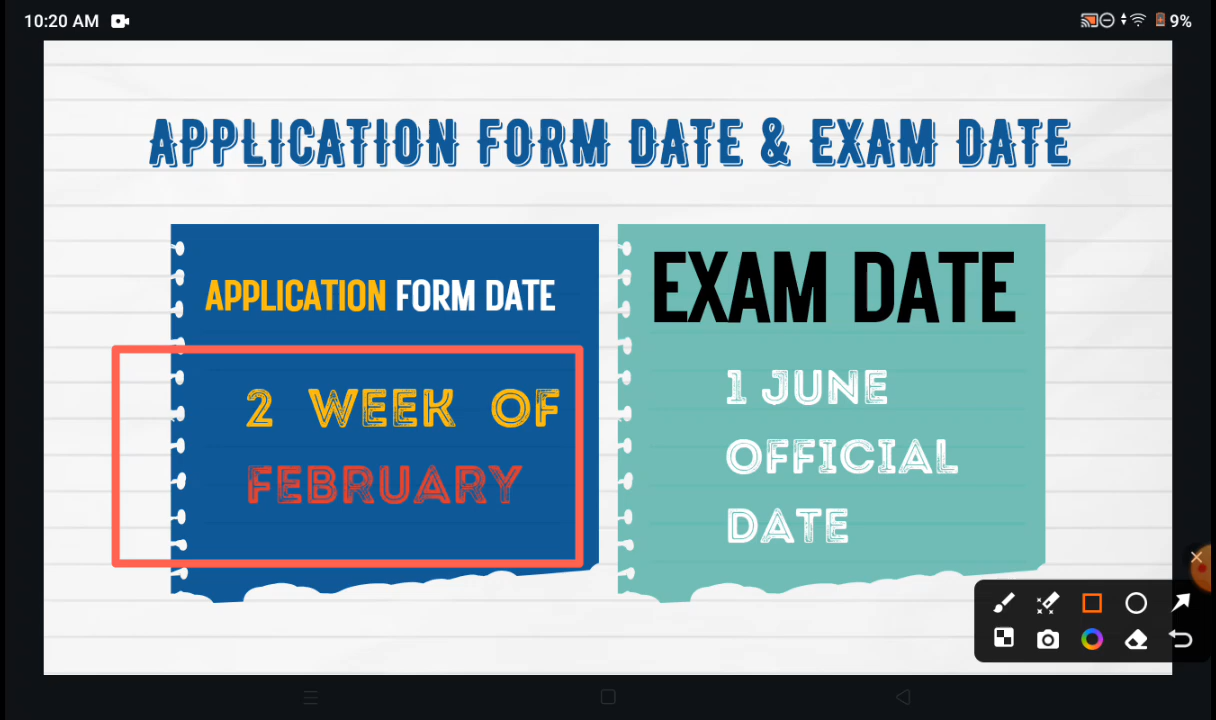 10:20 AM
9%
APPLICATION FORM DATE & EXAM DATE
APPLICATION FORM DATE
2 WEEK OF
FEBRUARY
EXAM DATE
1 JUNE
OFFICIAL
DATE